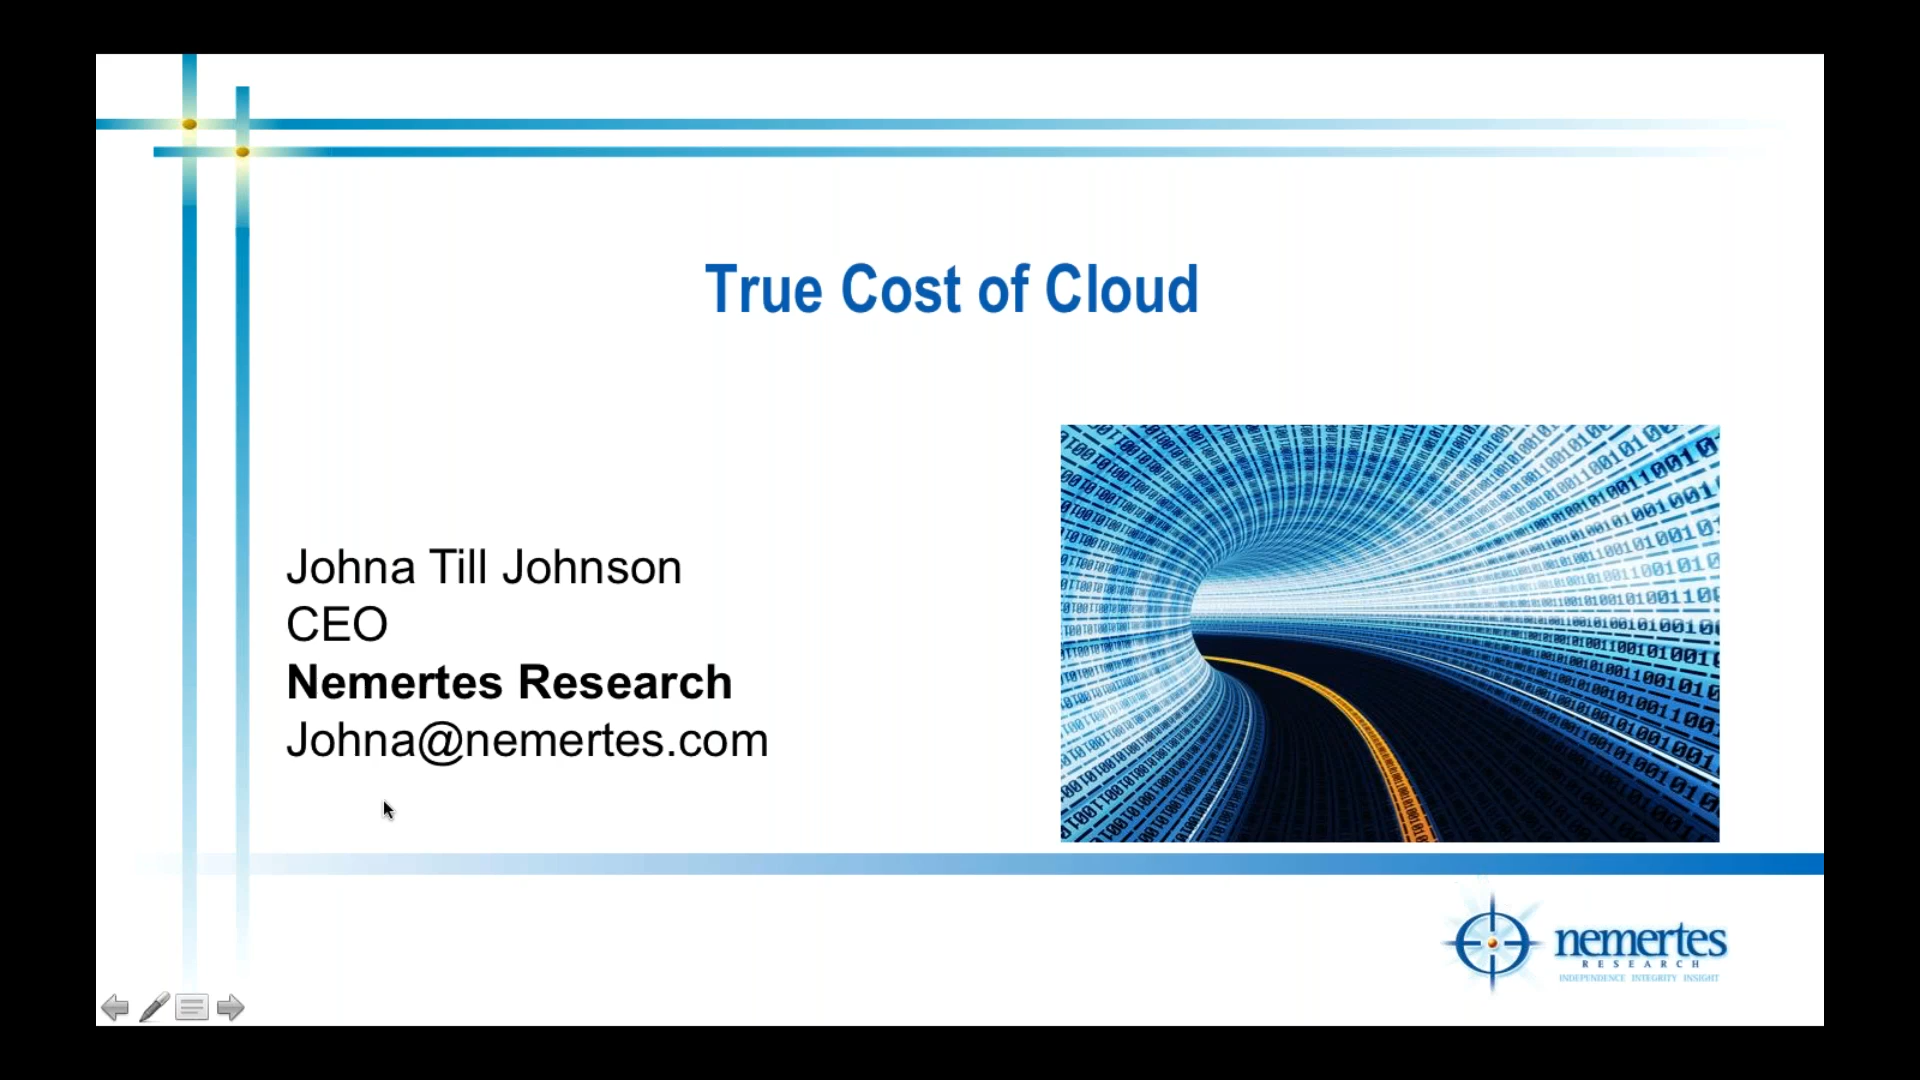 True Cost of Cloud
Johna Till Johnson
CEO
Nemertes Research
Johna@nemertes.com
nemertes
RESEARCH
INDEPENDENCE INTEGRITY INSIGHT